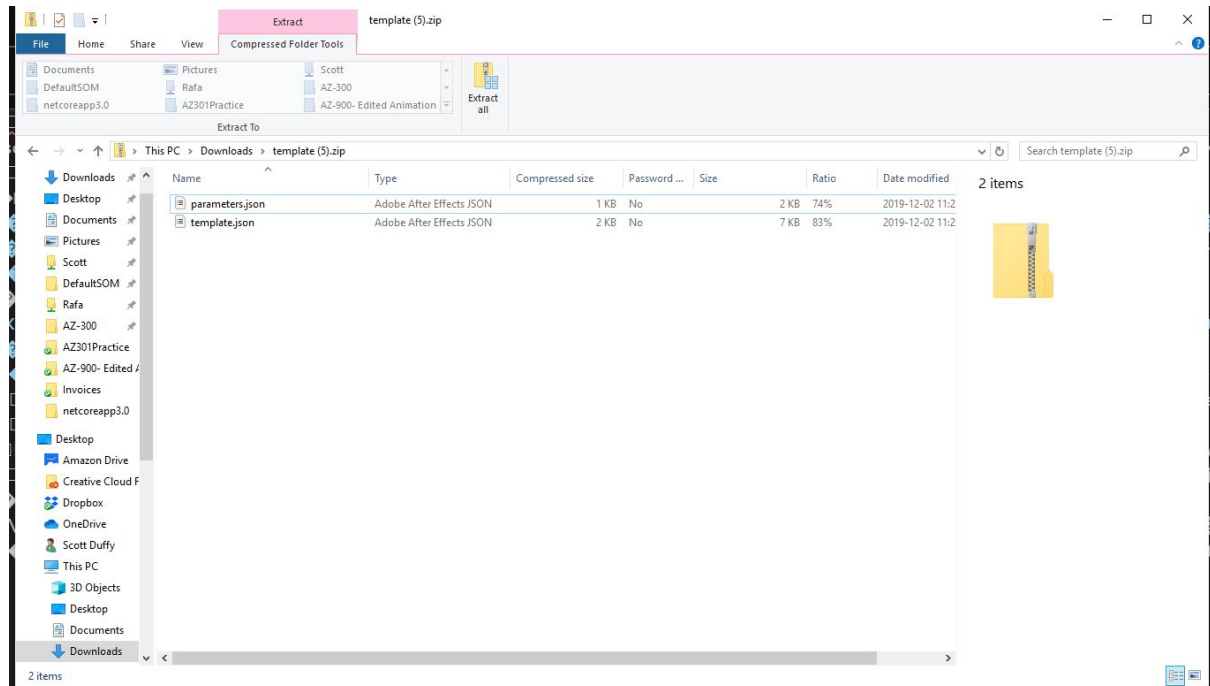 Extract template (5).zip
File Home Share View Compressed Folder Tools
Documents Pictures Scott
DefaultSOM Rafa AZ-300
netcoreapp3.0 AZ301Practice AZ-900- Edited Animation
Extract all
Extract To
This PC > Downloads > template (5).zip
Search template (5).zip
Downloads
Desktop
Documents
Pictures
Scott
DefaultSOM
Rafa
AZ-300
AZ301Practice
AZ-900- Edited
Invoices
netcoreapp3.0
Desktop
Amazon Drive
Creative Cloud F
Dropbox
OneDrive
Scott Duffy
This PC
3D Objects
Desktop
Documents
Downloads
Name Type Compressed size Password ... Size Ratio Date modified
parameters.json Adobe After Effects JSON 1 KB No 2 KB 74% 2019-12-02 11:2
template.json Adobe After Effects JSON 2 KB No 7 KB 83% 2019-12-02 11:2
2 items
2 items